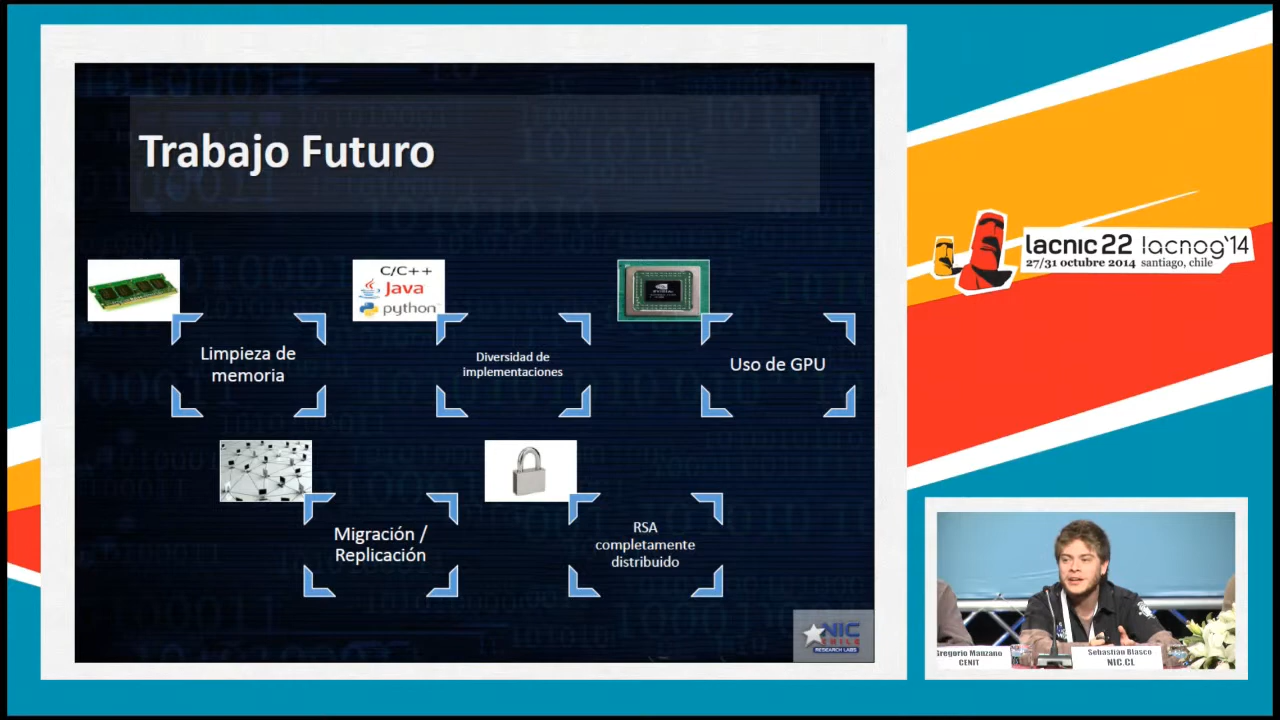 Trabajo Futuro
C/C++
Java
python
Limpieza de
memoria
Diversidad de
implementaciones
Uso de GPU
Migración /
Replicación
RSA
completamente
distribuido
NIC
CHILE
RESEARCH LABS
lacnic 22 lacnog'14
27/31 octubre 2014 santiago, chile
Gregorio Manzano
CENIT
Sebastian Blasco
NIC.CL